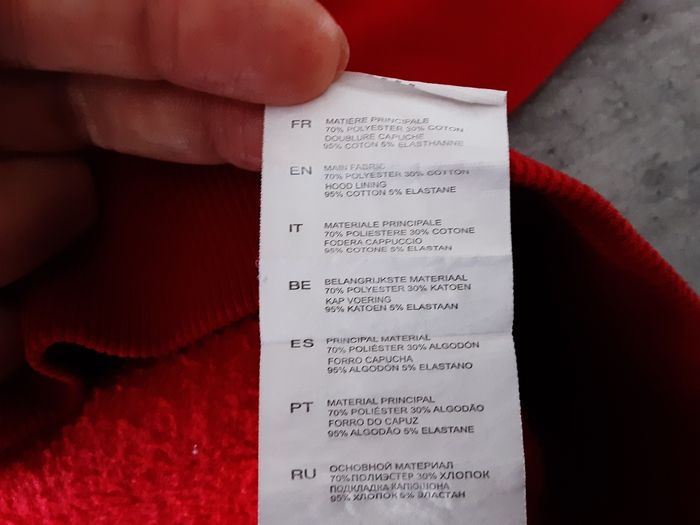 FR MATIÈRE PRINCIPALE
70% POLYESTER 30% COTON
DOUBLURE CAPUCHE
95% COTON 5% ELASTHANNE
EN MAIN FABRIC
70% POLYESTER 30% COTTON
HOOD LINING
95% COTTON 5% ELASTANE
IT MATERIALE PRINCIPALE
70% POLIESTERE 30% COTONE
FODERA CAPPUCCIO
95% COTONE 5% ELASTAN
BE BELANGRIJKSTE MATERIAAL
70% POLYESTER 30% KATOEN
KAP VOERING
95% KATOEN 5% ELASTAAN
ES PRINCIPAL MATERIAL
70% POLIÉSTER 30% ALGODÓN
FORRO CAPUCHA
95% ALGODÓN 5% ELASTANO
PT MATERIAL PRINCIPAL
70% POLIÉSTER 30% ALGODÃO
FORRO DO CAPUZ
95% ALGODÃO 5% ELASTANE
RU ОСНОВНОЙ МАТЕРИАЛ
70% ПОЛИЭСТЕР 30% ХЛОПОК
ПОДКЛАДКА КАПЮШОНА
95% ХЛОПОК 5% ЭЛАСТАН